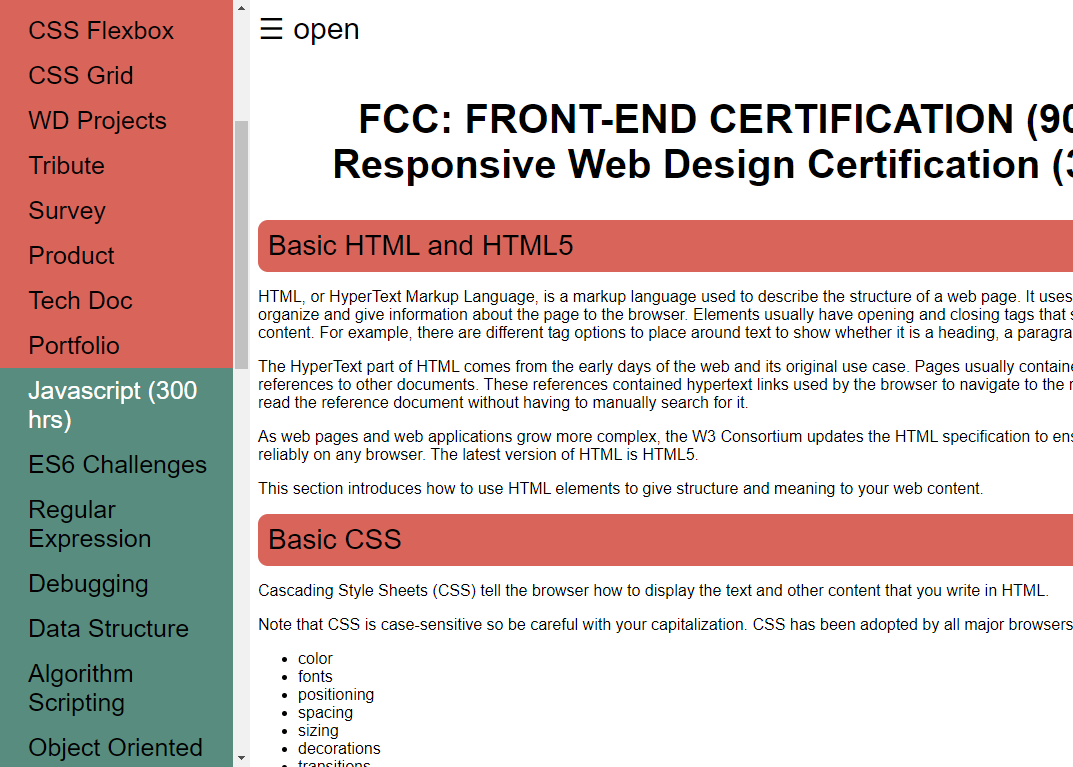 CSS Flexbox
CSS Grid
WD Projects
Tribute
Survey
Product
Tech Doc
Portfolio
Javascript (300
hrs)
ES6 Challenges
Regular
Expression
Debugging
Data Structure
Algorithm
Scripting
Object Oriented
☰ open
FCC: FRONT-END CERTIFICATION (90
Responsive Web Design Certification (3
Basic HTML and HTML5
HTML, or HyperText Markup Language, is a markup language used to describe the structure of a web page. It uses
organize and give information about the page to the browser. Elements usually have opening and closing tags that s
content. For example, there are different tag options to place around text to show whether it is a heading, a paragra
The HyperText part of HTML comes from the early days of the web and its original use case. Pages usually containe
references to other documents. These references contained hypertext links used by the browser to navigate to the r
read the reference document without having to manually search for it.
As web pages and web applications grow more complex, the W3 Consortium updates the HTML specification to ens
reliably on any browser. The latest version of HTML is HTML5.
This section introduces how to use HTML elements to give structure and meaning to your web content.
Basic CSS
Cascading Style Sheets (CSS) tell the browser how to display the text and other content that you write in HTML.
Note that CSS is case-sensitive so be careful with your capitalization. CSS has been adopted by all major browsers
• color
• fonts
• positioning
• spacing
• sizing
• decorations
• transitions